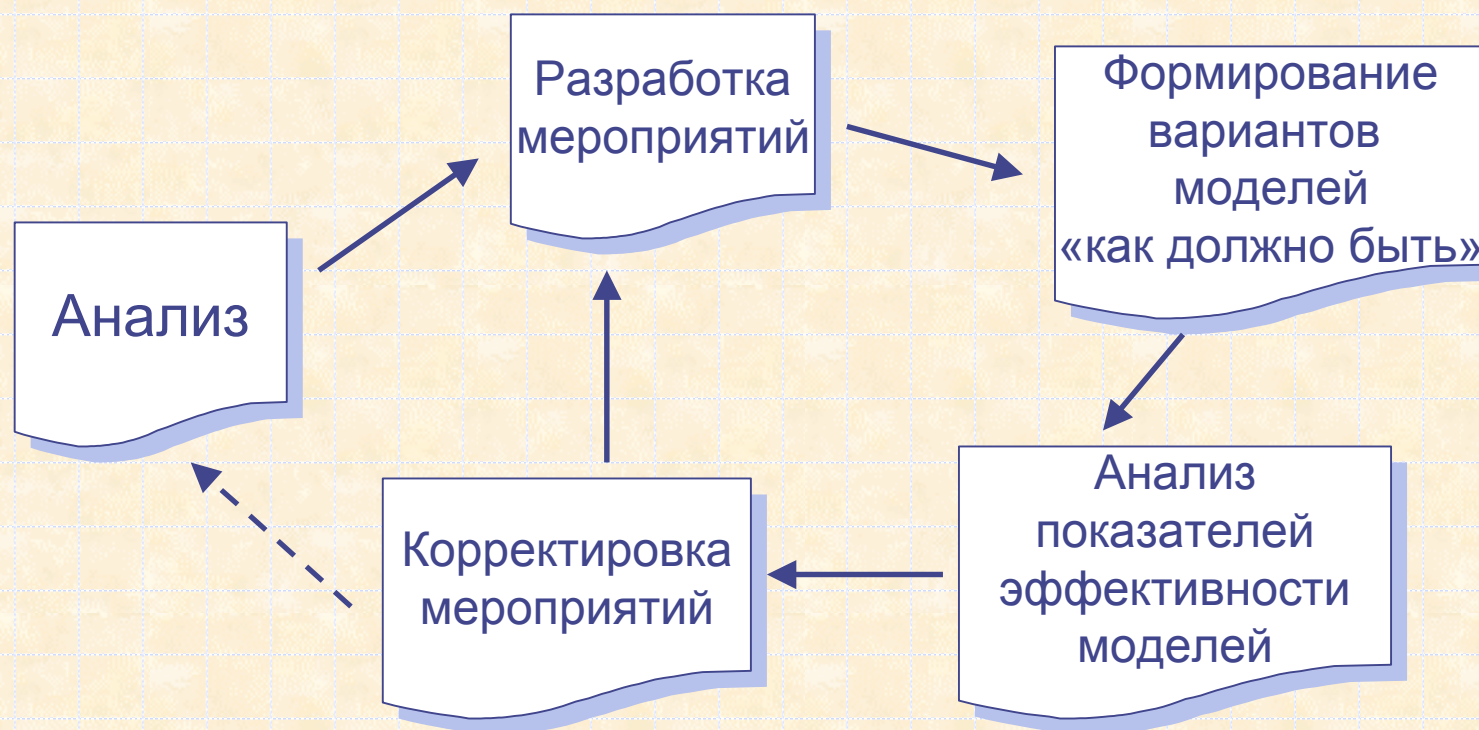 Разработка
мероприятий
Формирование
вариантов
моделей
«как должно быть»
Анализ
Корректировка
мероприятий
Анализ
показателей
эффективности
моделей